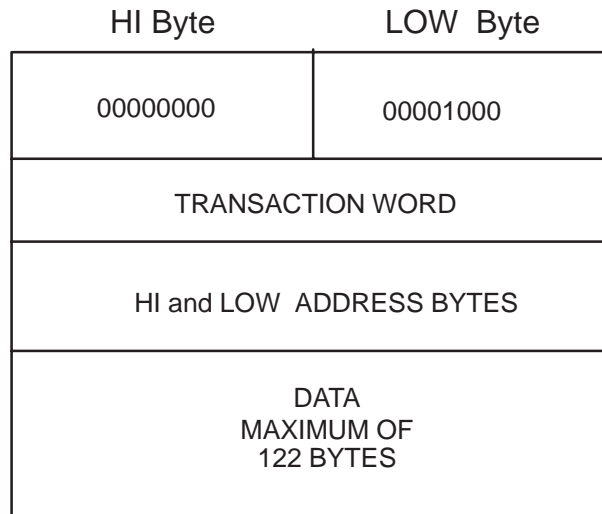 HI Byte LOW Byte
00000000 00001000
TRANSACTION WORD
HI and LOW ADDRESS BYTES
DATA
MAXIMUM OF
122 BYTES